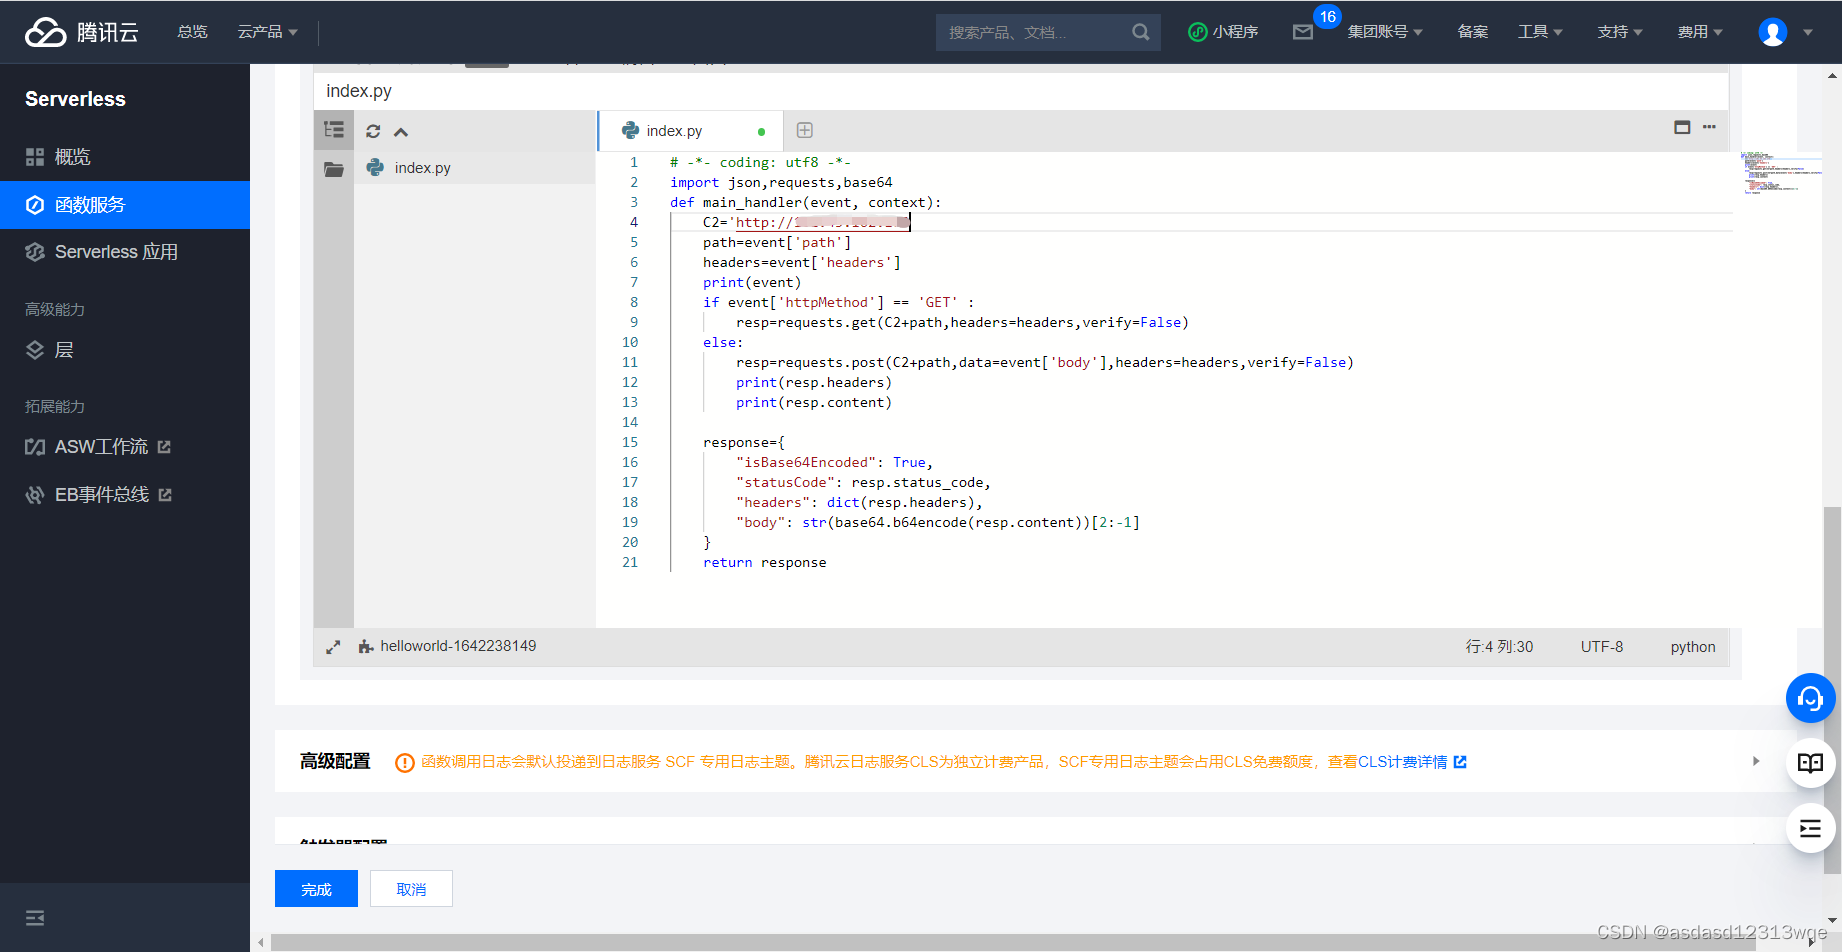 腾讯云
总览
云产品
搜索产品、文档...
小程序
16
集团账号
备案
工具
支持
费用
Serverless
概览
函数服务
Serverless 应用
高级能力
层
拓展能力
ASW工作流
EB事件总线
index.py
index.py
index.py
1 # -*- coding: utf8 -*-
2 import json,requests,base64
3 def main_handler(event, context):
4 C2='http://
5 path=event['path']
6 headers=event['headers']
7 print(event)
8 if event['httpMethod'] == 'GET' :
9 resp=requests.get(C2+path,headers=headers,verify=False)
10 else:
11 resp=requests.post(C2+path,data=event['body'],headers=headers,verify=False)
12 print(resp.headers)
13 print(resp.content)
14
15 response={
16 "isBase64Encoded": True,
17 "statusCode": resp.status_code,
18 "headers": dict(resp.headers),
19 "body": str(base64.b64encode(resp.content))[2:-1]
20 }
21 return response
helloworld-1642238149
行:4 列:30
UTF-8
python
高级配置
函数调用日志会默认投递到日志服务 SCF 专用日志主题。腾讯云日志服务CLS为独立计费产品，SCF专用日志主题会占用CLS免费额度，查看CLS计费详情
触发器配置
完成
取消
CSDN @asdasd12313wqe